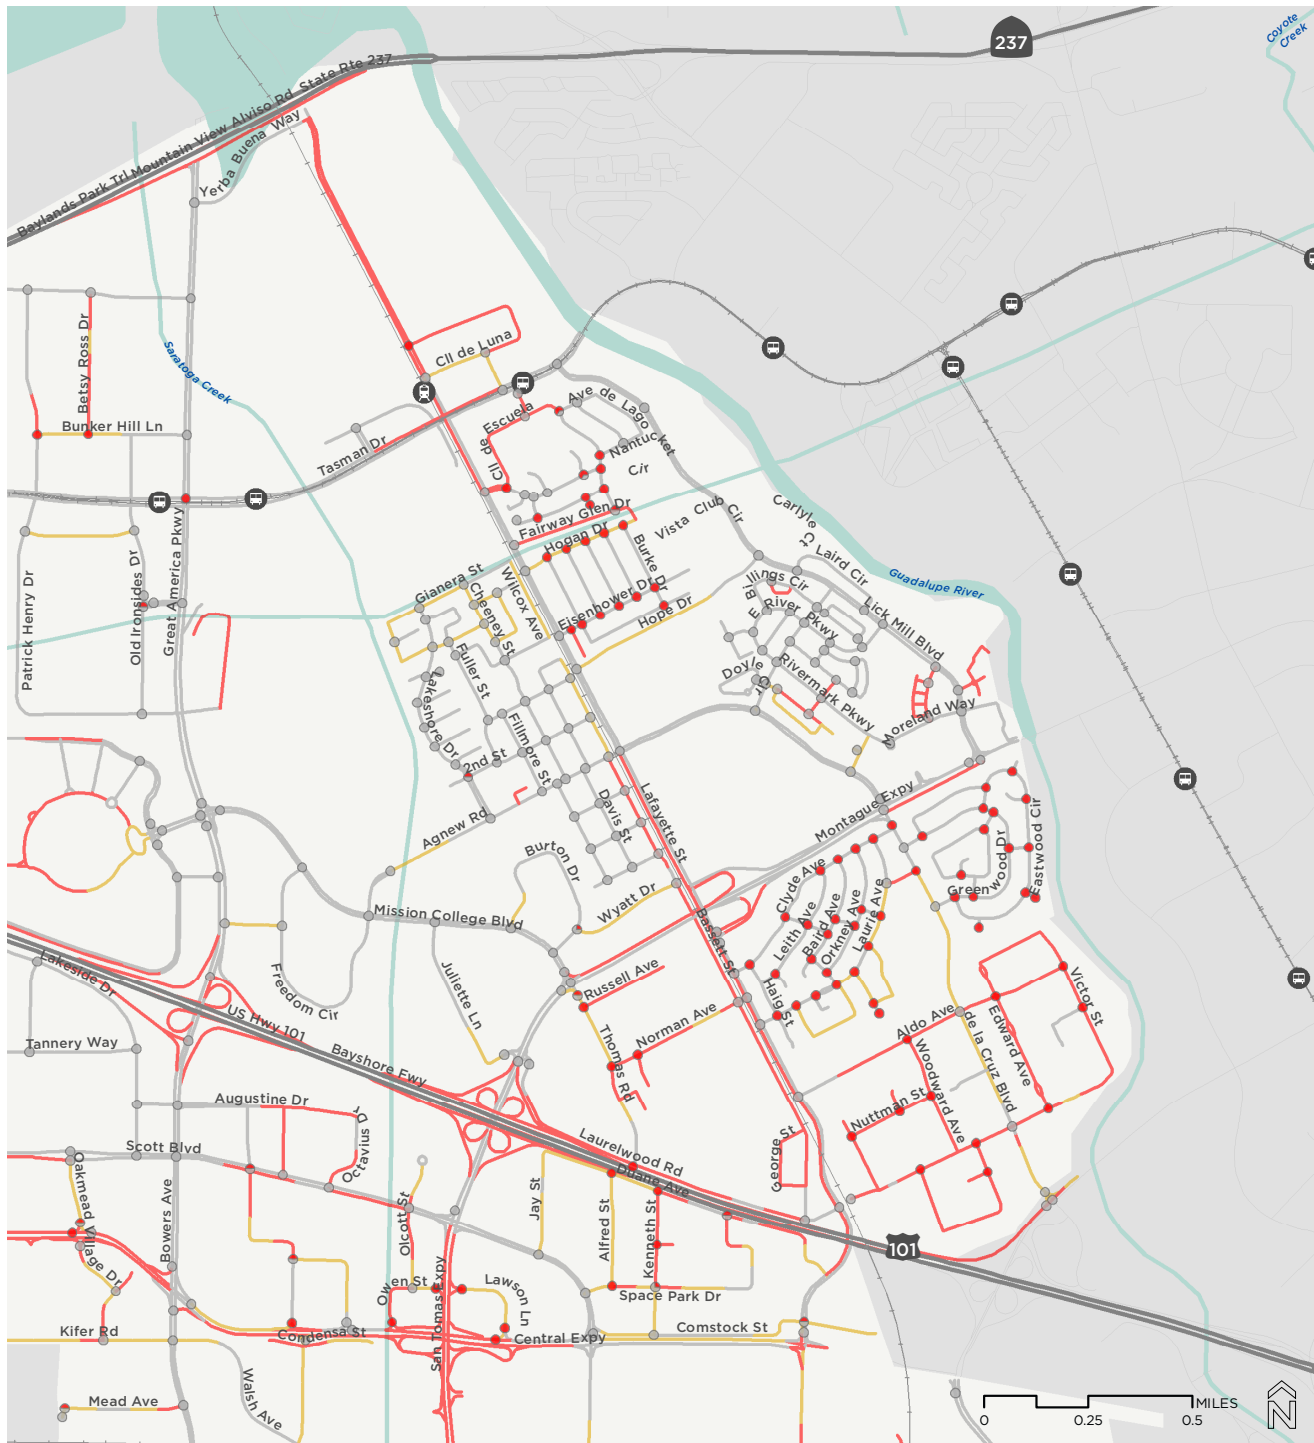 237
Coyote
Creek
Baylands Park Trl
Mountain View Alviso Rd
State Rte 237
Yerba Buena Way
Saratoga Creek
Betsy Ross Dr
Bunker Hill Ln
Cll de Luna
Tasman Dr
Cll de
Escuela
Ave de Lago
Nantucket
Cir
Fairway Glen Dr
Hogan Dr
Burke Dr
Vista Club
Cir
Carlyle
Ct
Laird Cir
Guadalupe River
Billings Cir
E River Pkwy
Lick Mill Blvd
Patrick Henry Dr
Old Ironsides Dr
Great America Pkwy
Gianera St
Cheeney St
Wilcox Ave
Eisenhower Dr
Hope Dr
Fuller St
Lakeshore Dr
Doyle
Cir
Rivermark Pkwy
Moreland Way
Fillmore St
2nd St
Agnew Rd
Davis St
Lafayette St
Montague Expy
Burton Dr
Wyatt Dr
Clyde Ave
Leith Ave
Baird Ave
Orkney Ave
Laurie Ave
Greenwood Dr
Eastwood Cir
Mission College Blvd
Bassett St
Lakeside Dr
Freedom Cir
Juliette Ln
Russell Ave
Haig St
Victor St
US Hwy 101
Norman Ave
Aldo Ave
Edward Ave
Tannery Way
Bayshore Fwy
Thomas Rd
de la Cruz Blvd
Woodward Ave
Nuttman St
Augustine Dr
Octavius Dr
Scott Blvd
Laurelwood Rd
George St
Duane Ave
Oakmead Village Dr
Bowers Ave
Olcott St
Jay St
Alfred St
Kenneth St
101
Owen St
San Tomas Expy
Lawson Ln
Space Park Dr
Kifer Rd
Condensa St
Central Expy
Comstock St
Walsh Ave
Mead Ave
MILES
0
0.25
0.5
N